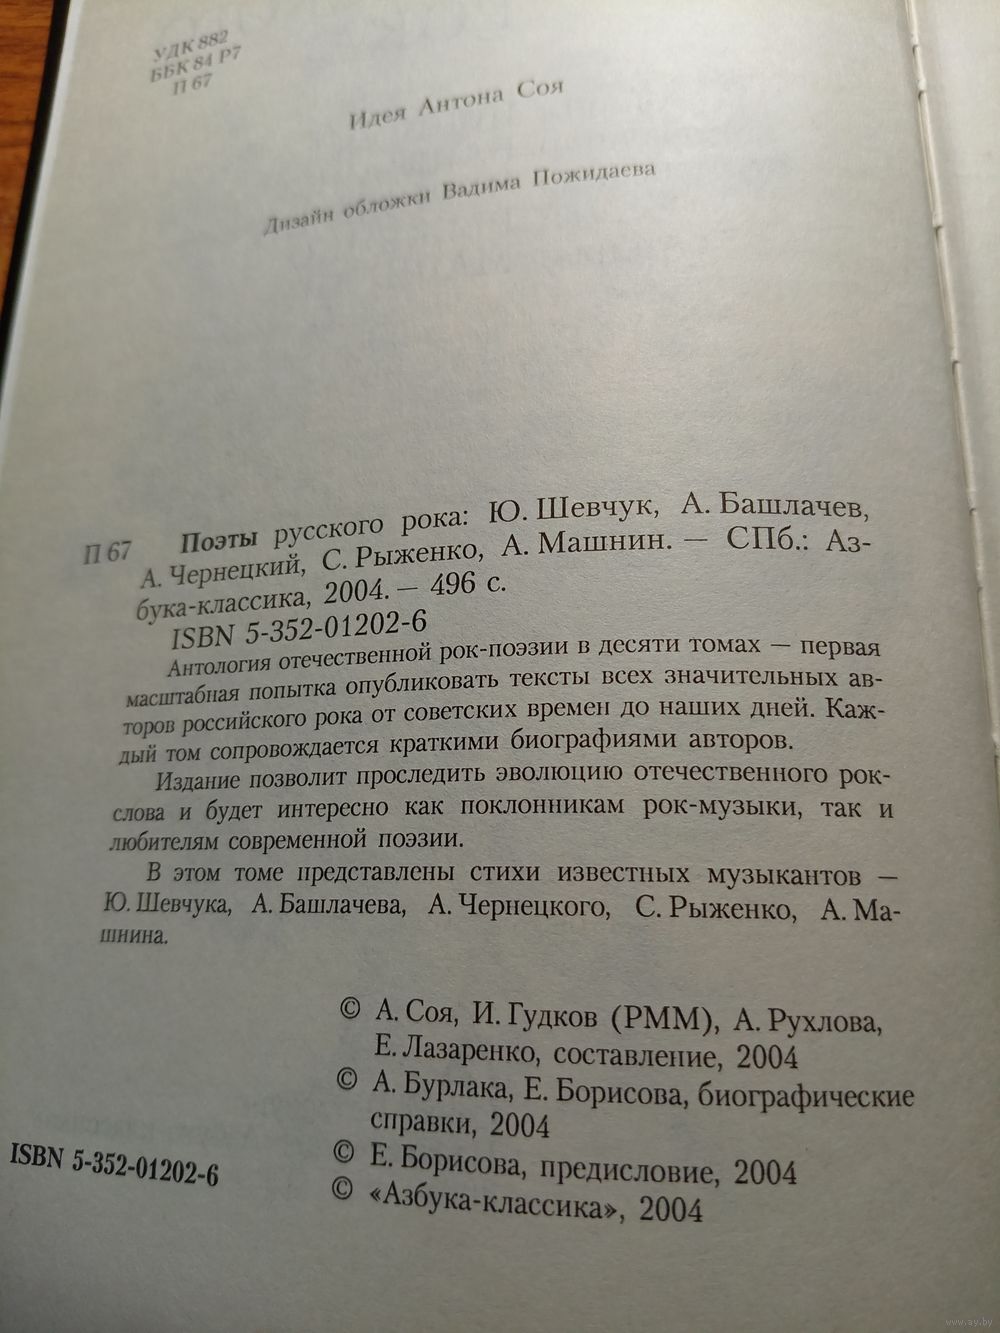 УДК 882
ББК 84 Р7
П 67
Идея Антона Соя
Дизайн обложки Вадима Пожидаева
П 67
Поэты русского рока: Ю. Шевчук, А. Башлачев,
А. Чернецкий, С. Рыженко, А. Машнин. — СПб.: Аз-
бука-классика, 2004. — 496 с.
ISBN 5-352-01202-6
Антология отечественной рок-поэзии в десяти томах — первая
масштабная попытка опубликовать тексты всех значительных ав-
торов российского рока от советских времен до наших дней. Каж-
дый том сопровождается краткими биографиями авторов.
Издание позволит проследить эволюцию отечественного рок-
слова и будет интересно как поклонникам рок-музыки, так и
любителям современной поэзии.
В этом томе представлены стихи известных музыкантов —
Ю. Шевчука, А. Башлачева, А. Чернецкого, С. Рыженко, А. Ма-
шнина.
© А. Соя, И. Гудков (РММ), А. Рухлова,
Е. Лазаренко, составление, 2004
© А. Бурлака, Е. Борисова, биографические
справки, 2004
© Е. Борисова, предисловие, 2004
© «Азбука-классика», 2004
ISBN 5-352-01202-6
www.ay.by